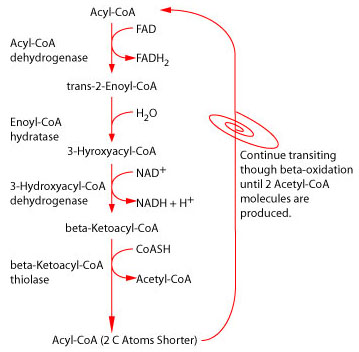 Acyl-CoA
FAD
Acyl-CoA
dehydrogenase
FADH2
trans-2-Enoyl-CoA
Enoyl-CoA
hydratase
H2O
3-Hyroxyacyl-CoA
Continue transiting
though beta-oxidation
until 2 Acetyl-CoA
molecules are
produced.
3-Hydroxyacyl-CoA
dehydrogenase
NAD+
NADH + H+
beta-Ketoacyl-CoA
CoASH
beta-Ketoacyl-CoA
thiolase
Acetyl-CoA
Acyl-CoA (2 C Atoms Shorter)